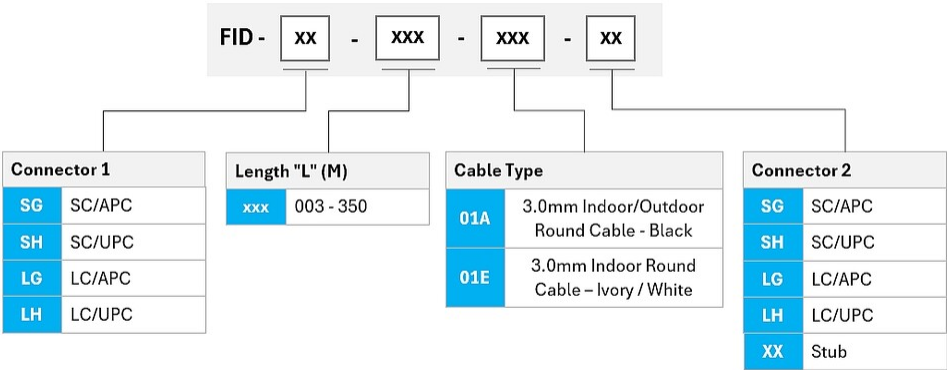 FID - XX - XXX - XXX - XX
Connector 1
SG SC/APC
SH SC/UPC
LG LC/APC
LH LC/UPC
Length "L" (M)
xxx 003 - 350
Cable Type
01A 3.0mm Indoor/Outdoor
Round Cable - Black
01E 3.0mm Indoor Round
Cable – Ivory / White
Connector 2
SG SC/APC
SH SC/UPC
LG LC/APC
LH LC/UPC
XX Stub